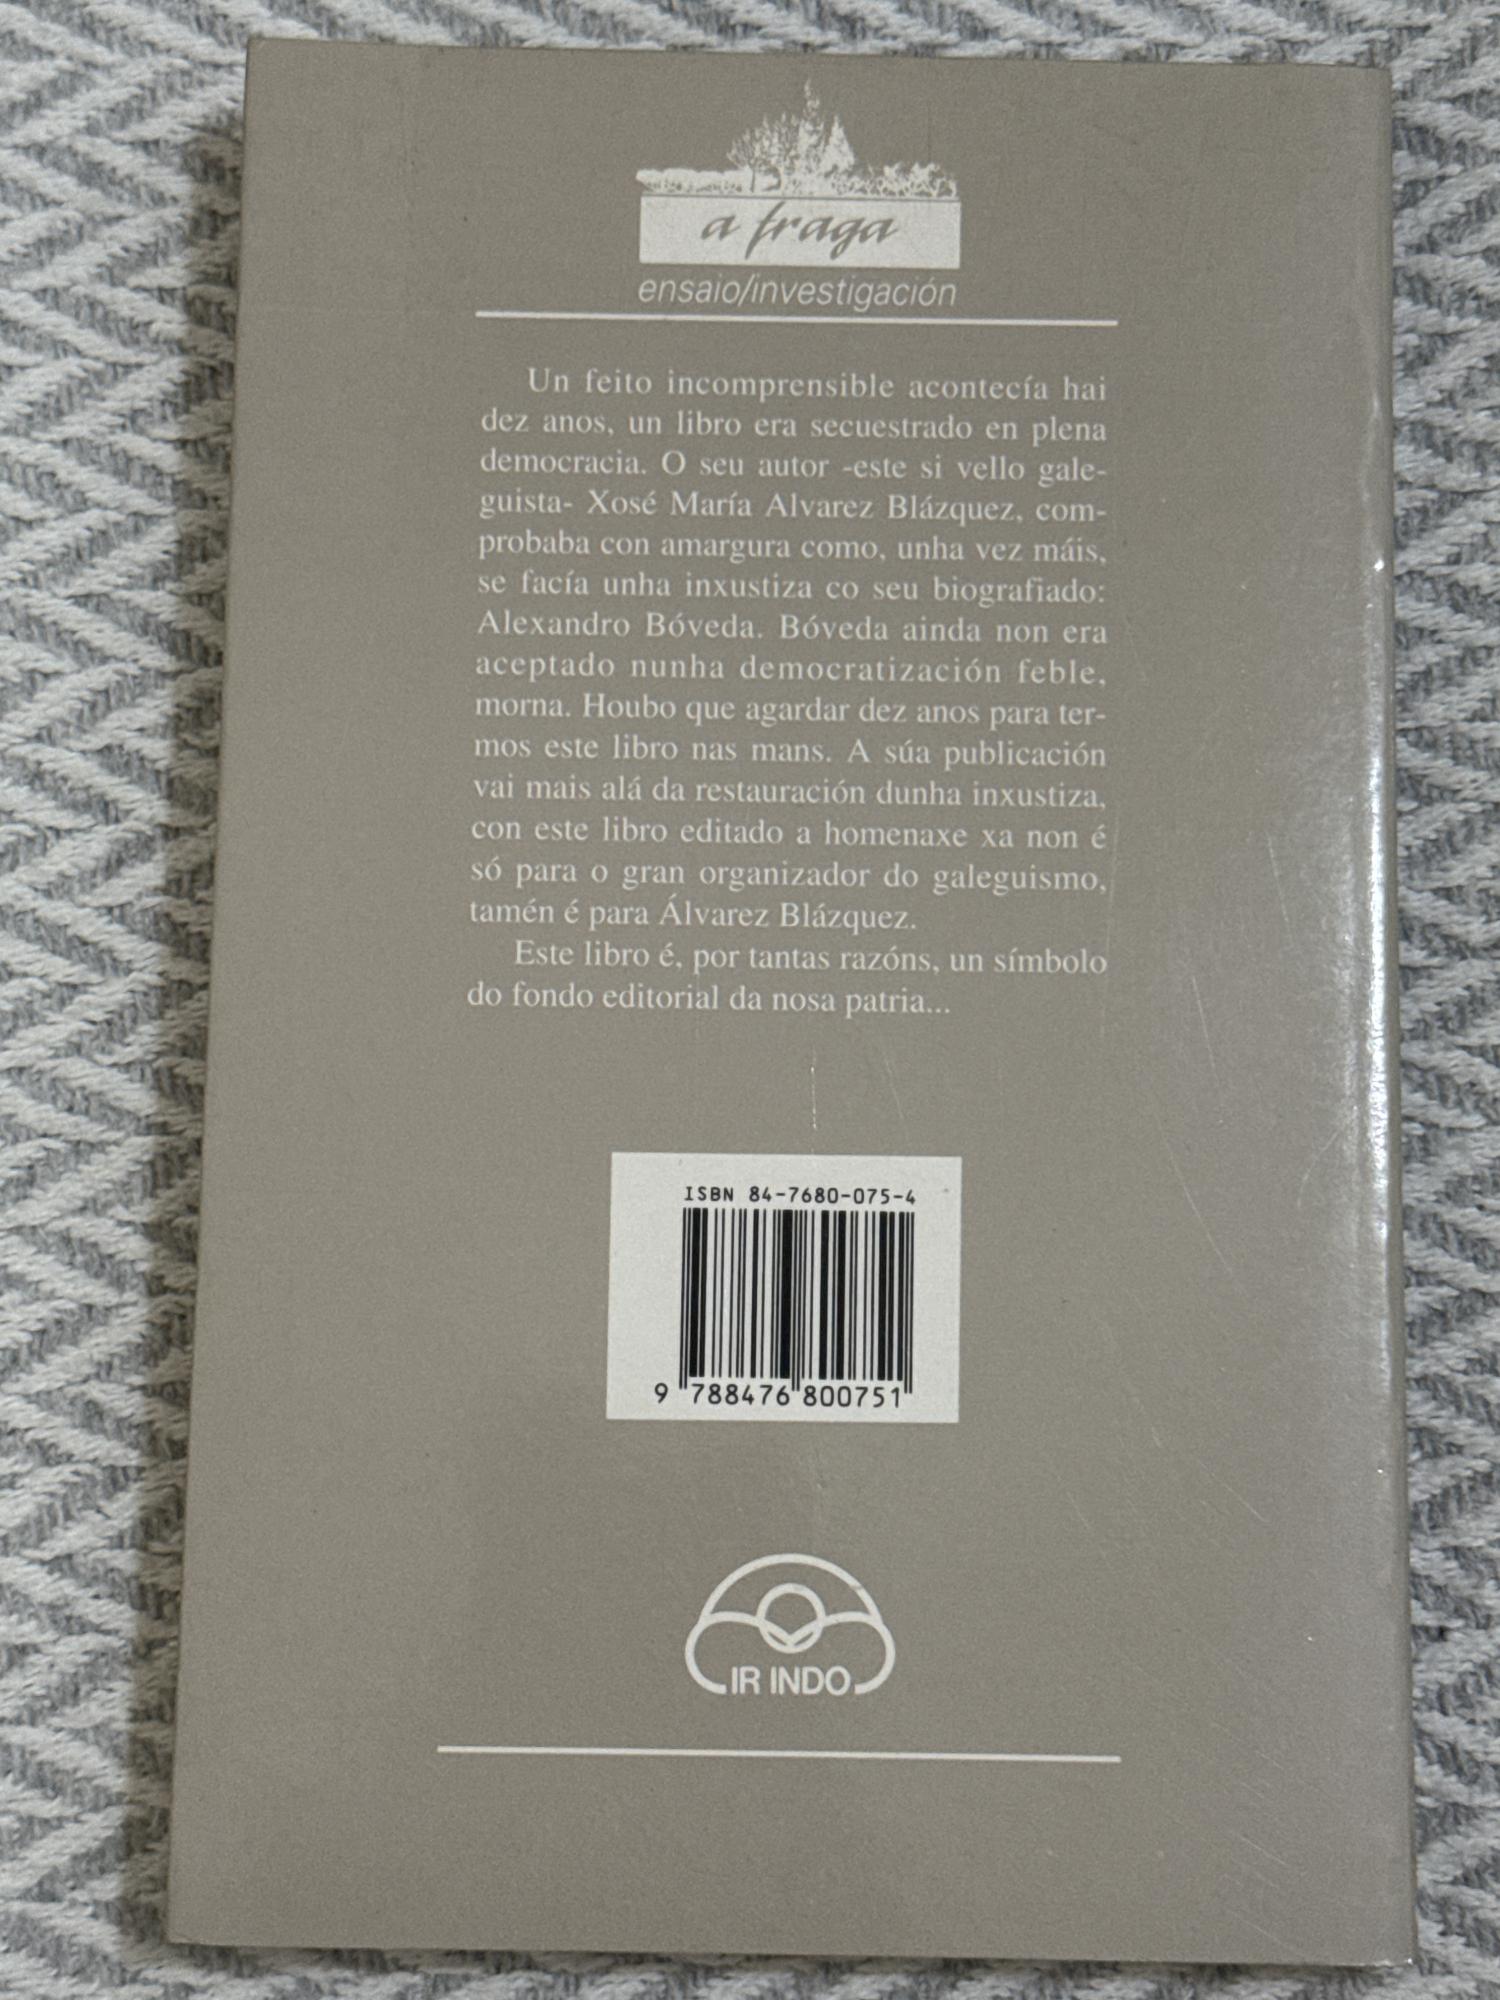 a fraga
ensaio/investigación
Un feito incomprensible acontecía hai
dez anos, un libro era secuestrado en plena
democracia. O seu autor -este si vello gale-
guista- Xosé María Alvarez Blázquez, com-
probaba con amargura como, unha vez máis,
se facía unha inxustiza co seu biografiado:
Alexandro Bóveda. Bóveda ainda non era
aceptado nunha democratización feble,
morna. Houbo que agardar dez anos para ter-
mos este libro nas mans. A súa publicación
vai mais alá da restauración dunha inxustiza,
con este libro editado a homenaxe xa non é
só para o gran organizador do galeguismo,
tamén é para Álvarez Blázquez.
Este libro é, por tantas razóns, un símbolo
do fondo editorial da nosa patria...
ISBN 84-7680-075-4
9 788476 800751
IR INDO